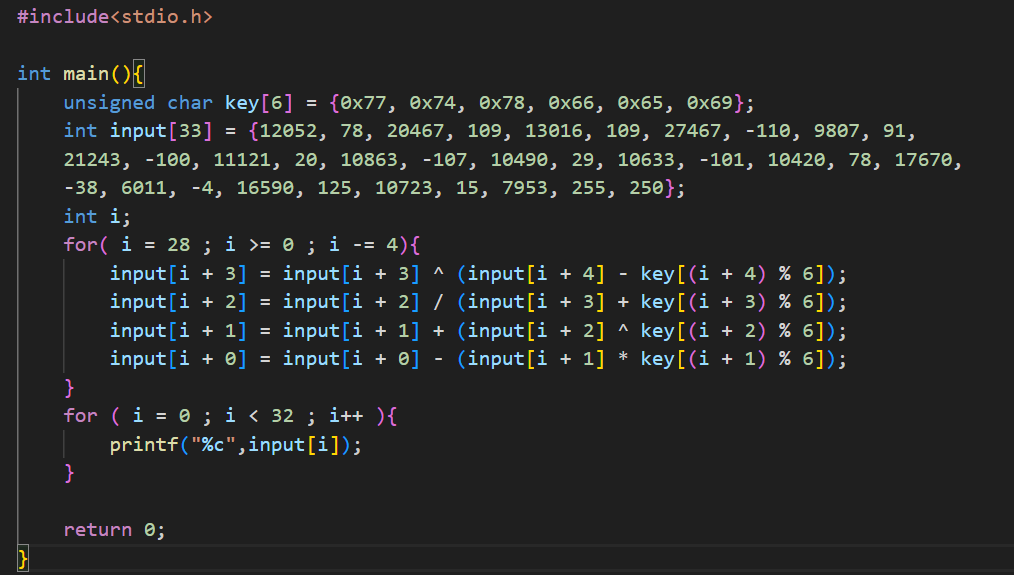 #include<stdio.h>
int main(){
    unsigned char key[6] = {0x77, 0x74, 0x78, 0x66, 0x65, 0x69};
    int input[33] = {12052, 78, 20467, 109, 13016, 109, 27467, -110, 9807, 91,
    21243, -100, 11121, 20, 10863, -107, 10490, 29, 10633, -101, 10420, 78, 17670,
    -38, 6011, -4, 16590, 125, 10723, 15, 7953, 255, 250};
    int i;
    for( i = 28 ; i >= 0 ; i -= 4){
        input[i + 3] = input[i + 3] ^ (input[i + 4] - key[(i + 4) % 6]);
        input[i + 2] = input[i + 2] / (input[i + 3] + key[(i + 3) % 6]);
        input[i + 1] = input[i + 1] + (input[i + 2] ^ key[(i + 2) % 6]);
        input[i + 0] = input[i + 0] - (input[i + 1] * key[(i + 1) % 6]);
    }
    for ( i = 0 ; i < 32 ; i++ ){
        printf("%c",input[i]);
    }
    return 0;
}